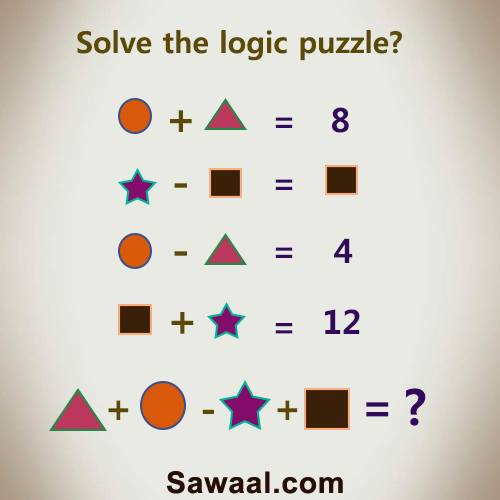 Solve the logic puzzle?
+ = 8
- =
- = 4
+ = 12
+ - + = ?
Sawaal.com